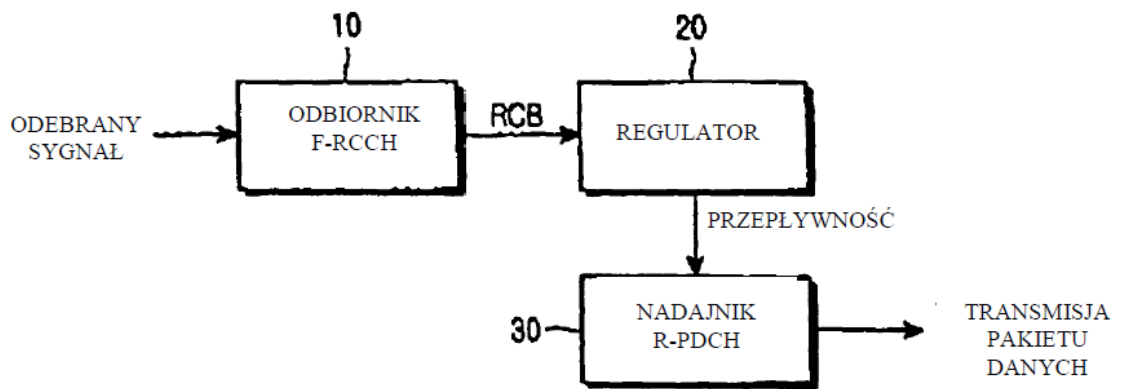 10
20
ODEBRANY
SYGNAŁ
ODBIORNIK
F-RCCH
RCB
REGULATOR
PRZEPŁYWNOŚĆ
30
NADAJNIK
R-PDCH
TRANSMISJA
PAKIETU
DANYCH